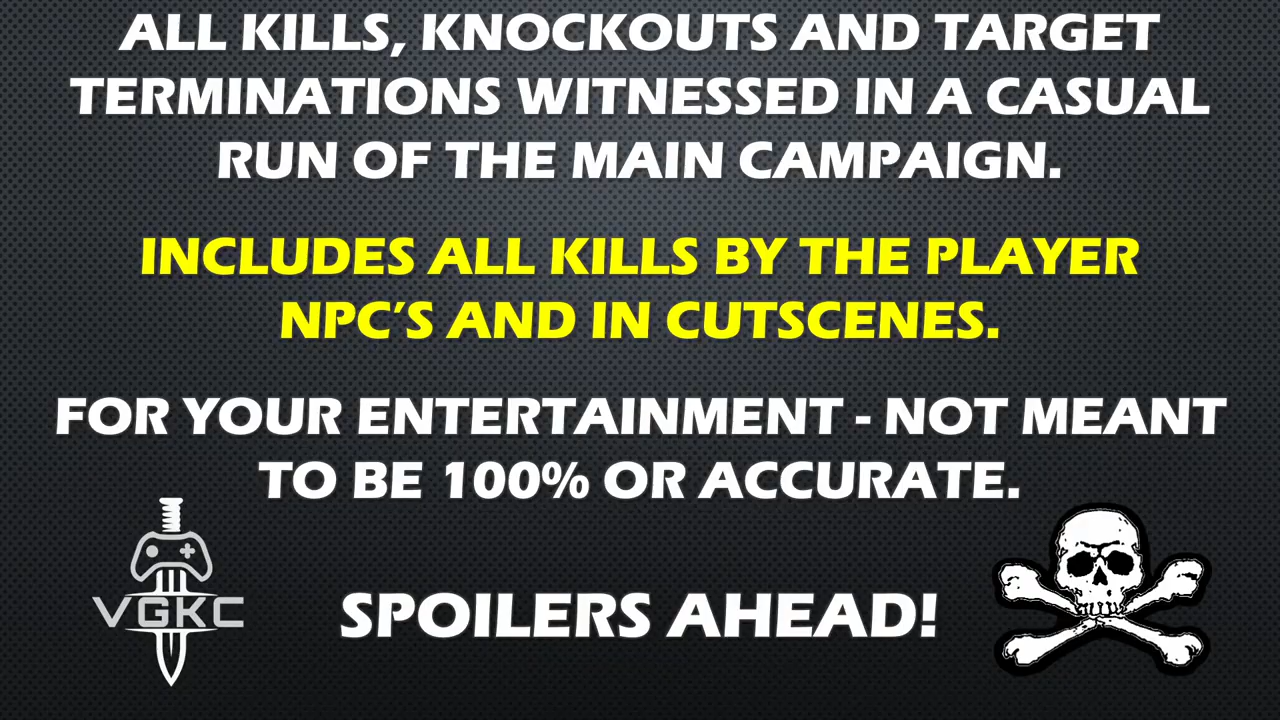 ALL KILLS, KNOCKOUTS AND TARGET
TERMINATIONS WITNESSED IN A CASUAL
RUN OF THE MAIN CAMPAIGN.
INCLUDES ALL KILLS BY THE PLAYER
NPC'S AND IN CUTSCENES.
FOR YOUR ENTERTAINMENT - NOT MEANT
TO BE 100% OR ACCURATE.
VGKC
SPOILERS AHEAD!